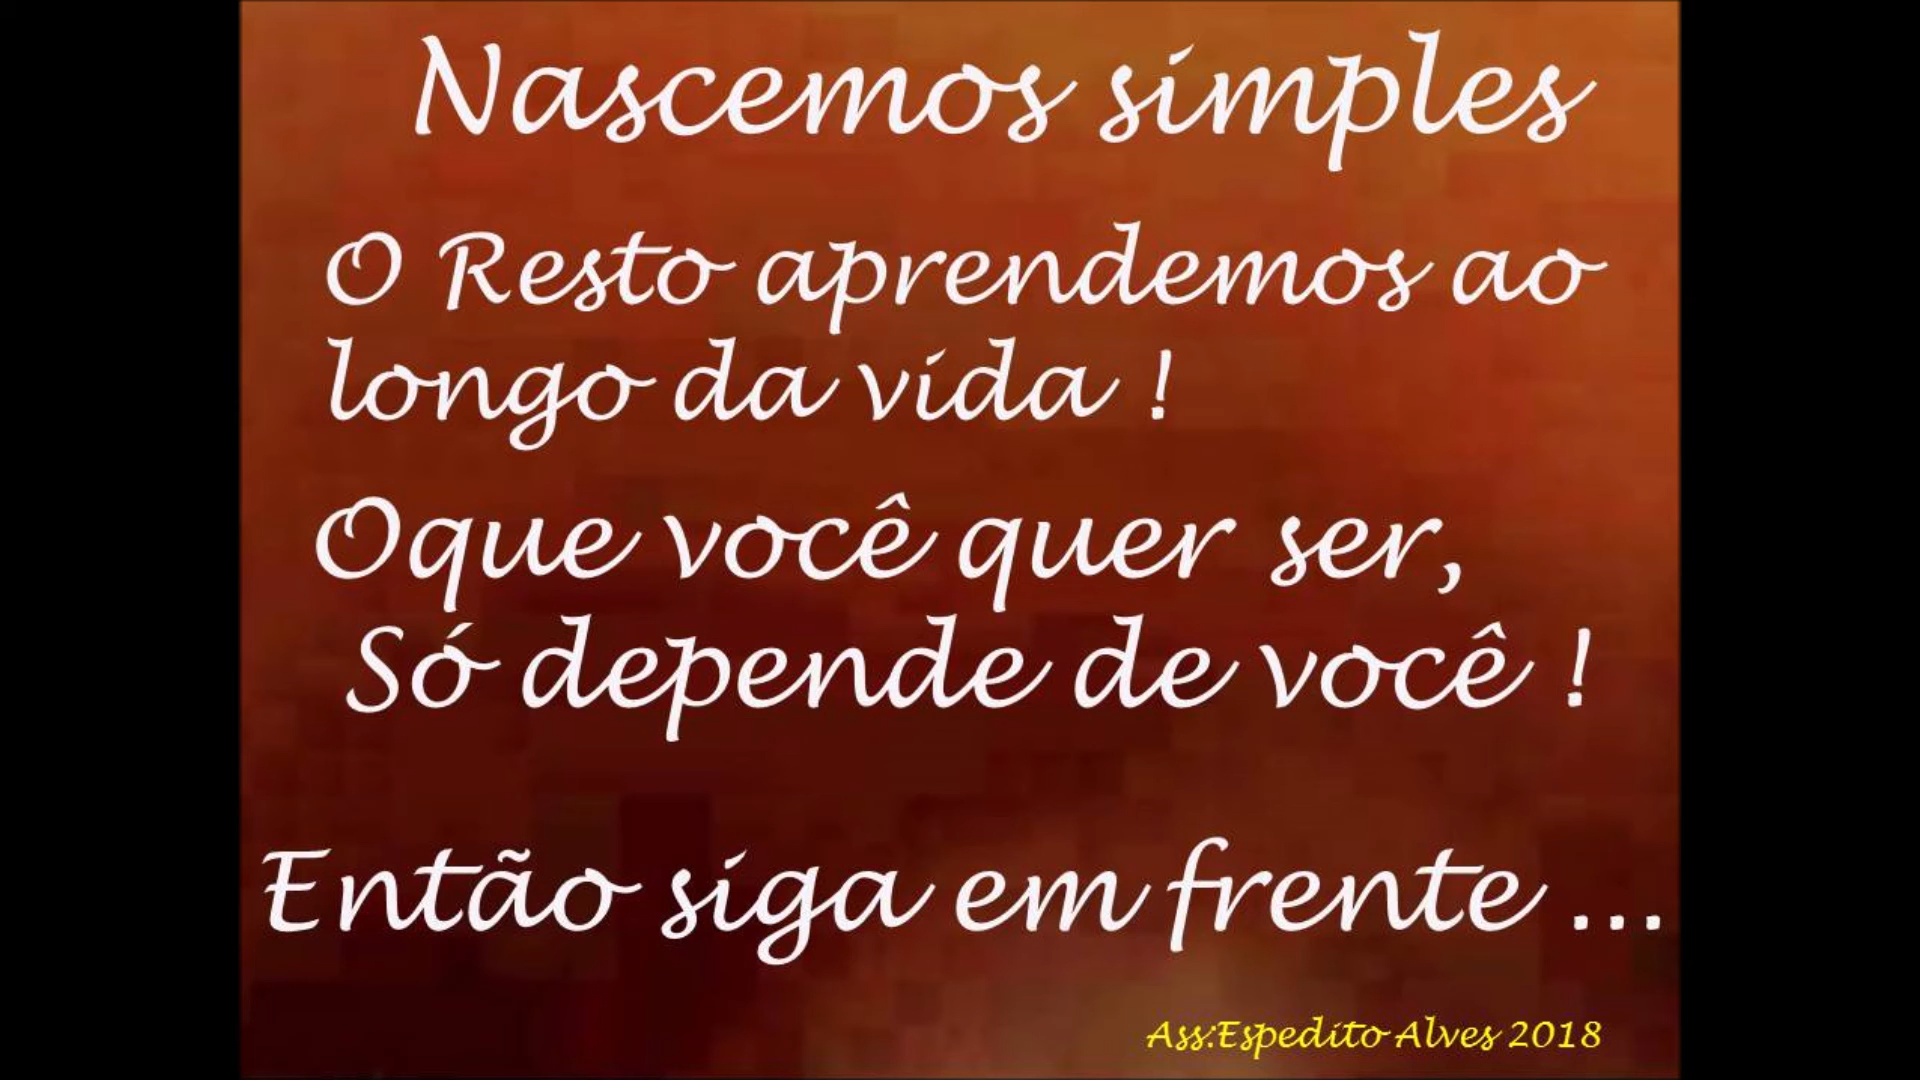 Nascemos simples
O Resto aprendemos ao
longo da vida !
Oque você quer ser,
Só depende de você !
Então siga em frente ...
Ass:Espedito Alves 2018